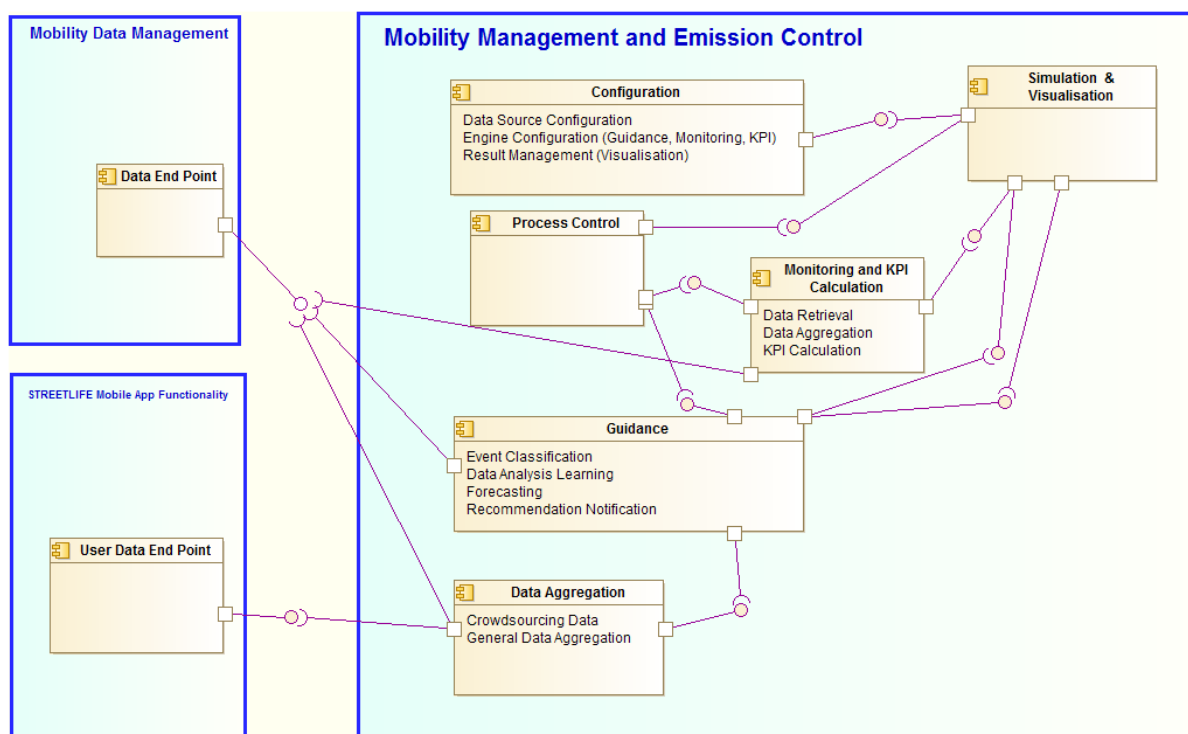 Mobility Data Management
Data End Point
STREETLIFE Mobile App Functionality
User Data End Point
Mobility Management and Emission Control
Configuration
Data Source Configuration
Engine Configuration (Guidance, Monitoring, KPI)
Result Management (Visualisation)
Simulation &
Visualisation
Process Control
Monitoring and KPI
Calculation
Data Retrieval
Data Aggregation
KPI Calculation
Guidance
Event Classification
Data Analysis Learning
Forecasting
Recommendation Notification
Data Aggregation
Crowdsourcing Data
General Data Aggregation